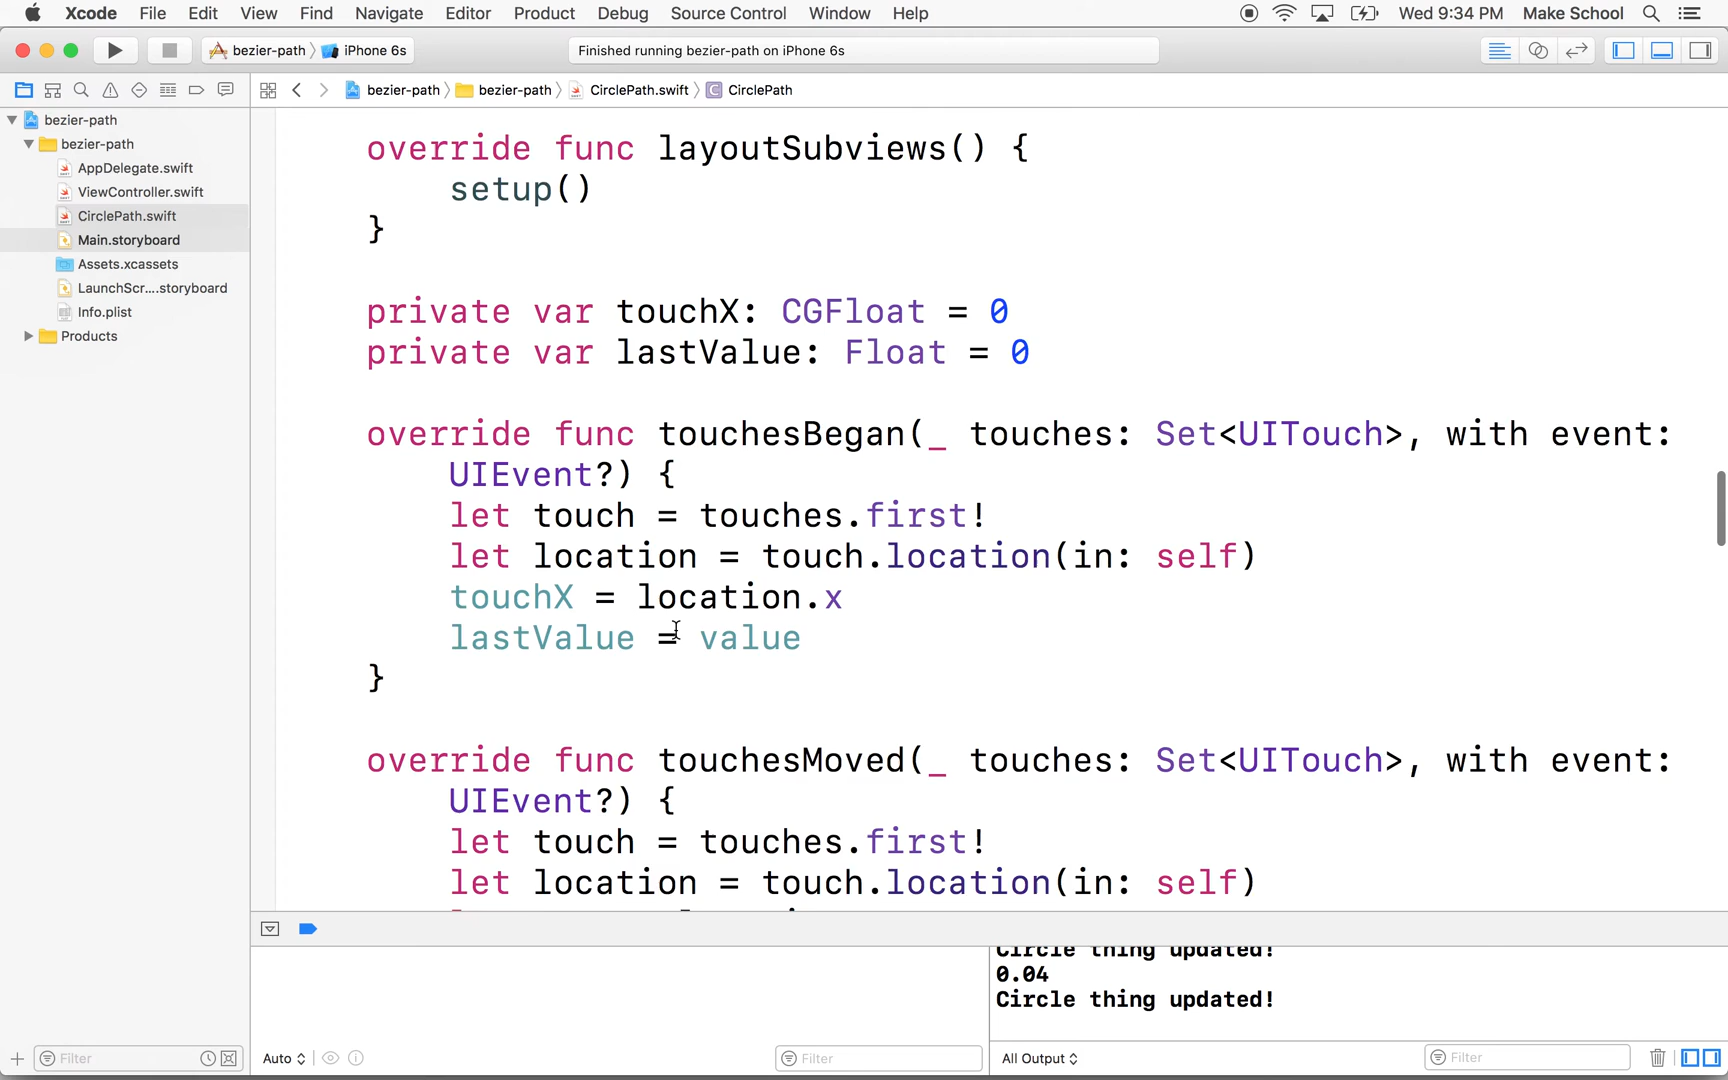 Xcode File Edit View Find Navigate Editor Product Debug Source Control Window Help Wed 9:34 PM Make School
bezier-path iPhone 6s Finished running bezier-path on iPhone 6s
bezier-path bezier-path CirclePath.swift C CirclePath
bezier-path
bezier-path
AppDelegate.swift
ViewController.swift
CirclePath.swift
Main.storyboard
Assets.xcassets
LaunchScr....storyboard
Info.plist
Products
override func layoutSubviews() {
setup()
}
private var touchX: CGFloat = 0
private var lastValue: Float = 0
override func touchesBegan(_ touches: Set<UITouch>, with event:
UIEvent?) {
let touch = touches.first!
let location = touch.location(in: self)
touchX = location.x
lastValue = value
}
override func touchesMoved(_ touches: Set<UITouch>, with event:
UIEvent?) {
let touch = touches.first!
let location = touch.location(in: self)
Circle thing updated!
0.04
Circle thing updated!
Filter Auto Filter All Output Filter